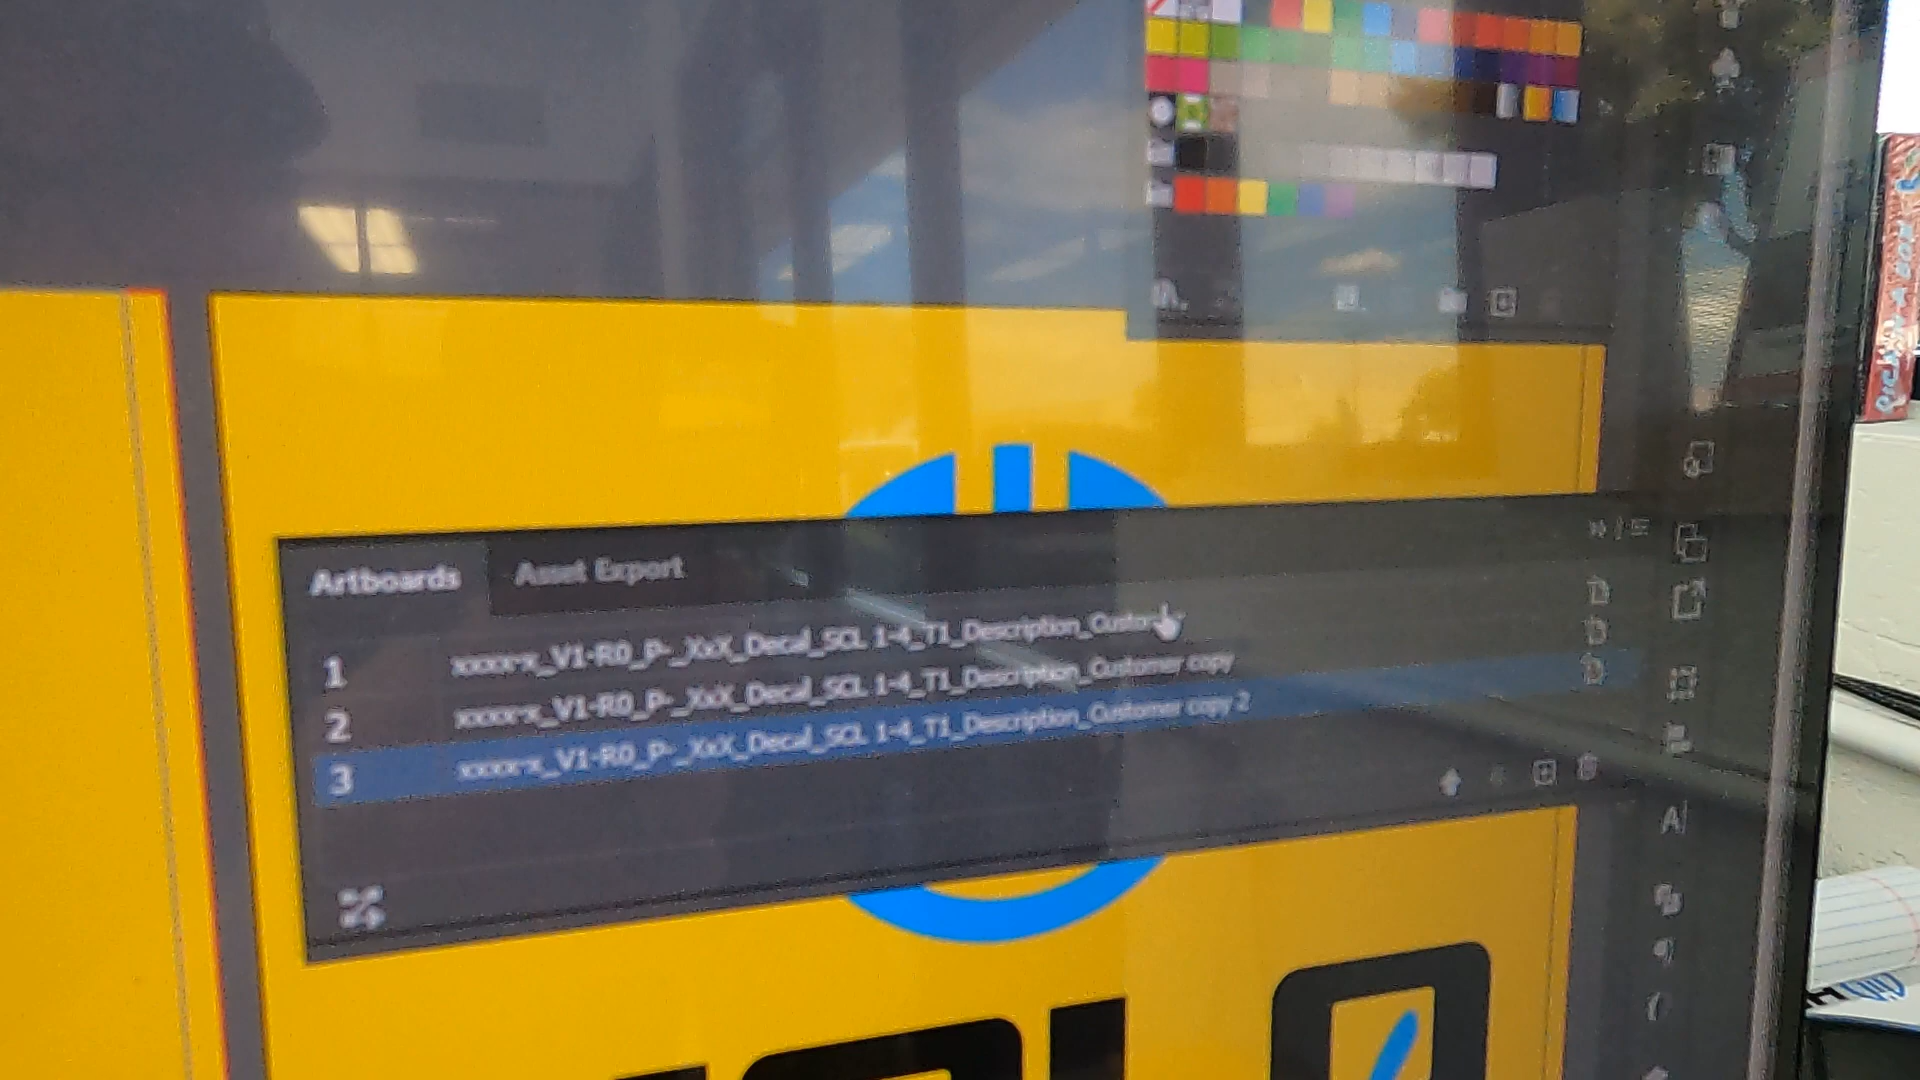 Artboards
Asset Export
1 xxxx-x_V1-R0_P-_XxX_Decal_SCL 1-4_T1_Description_Custom
2 xxxx-x_V1-R0_P-_XxX_Decal_SCL 1-4_T1_Description_Customer copy
3 xxxx-x_V1-R0_P-_XxX_Decal_SCL 1-4_T1_Description_Customer copy 2
A